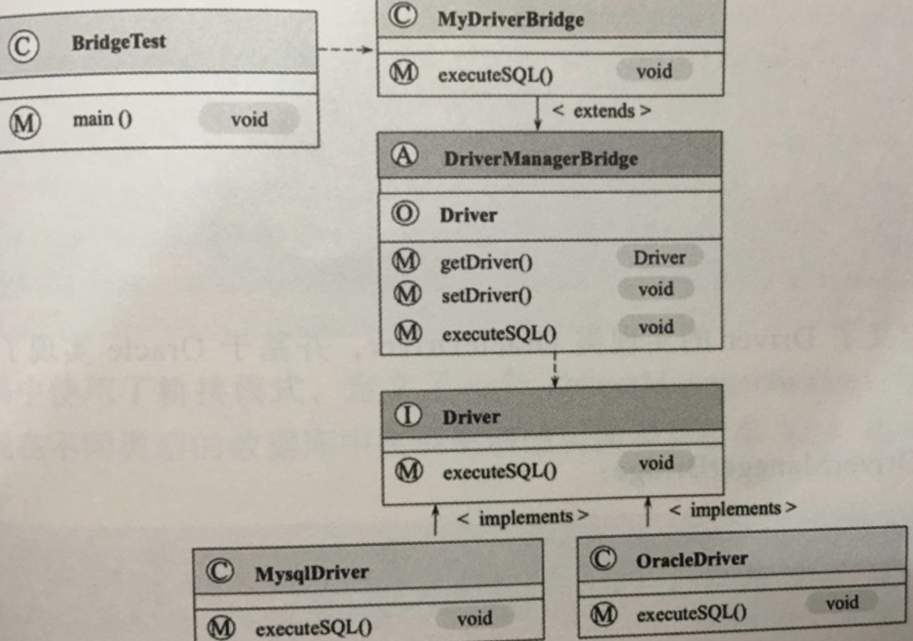 C MyDriverBridge
C BridgeTest
M executeSQL() void
M main () void
< extends >
A DriverManagerBridge
O Driver
M getDriver() Driver
M setDriver() void
M executeSQL() void
I Driver
M executeSQL() void
< implements > < implements >
C MysqlDriver
C OracleDriver
M executeSQL() void
M executeSQL() void